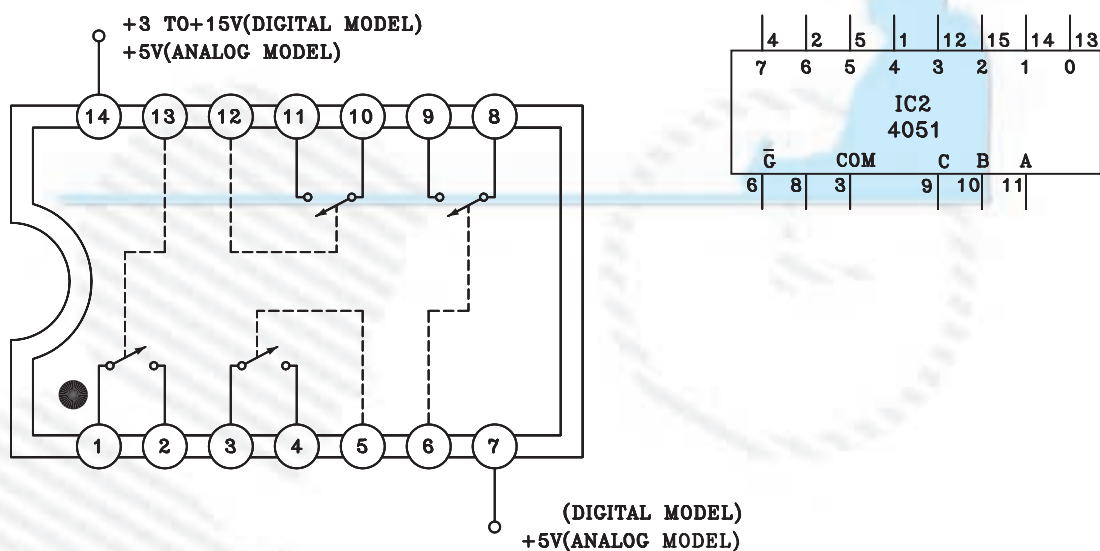 +3 TO+15V(DIGITAL MODEL)
+5V(ANALOG MODEL)
14 13 12 11 10 9 8
1 2 3 4 5 6 7
(DIGITAL MODEL)
+5V(ANALOG MODEL)
4 2 5 1 12 15 14 13
7 6 5 4 3 2 1 0
IC2
4051
G̅ COM C B A
6 8 3 9 10 11